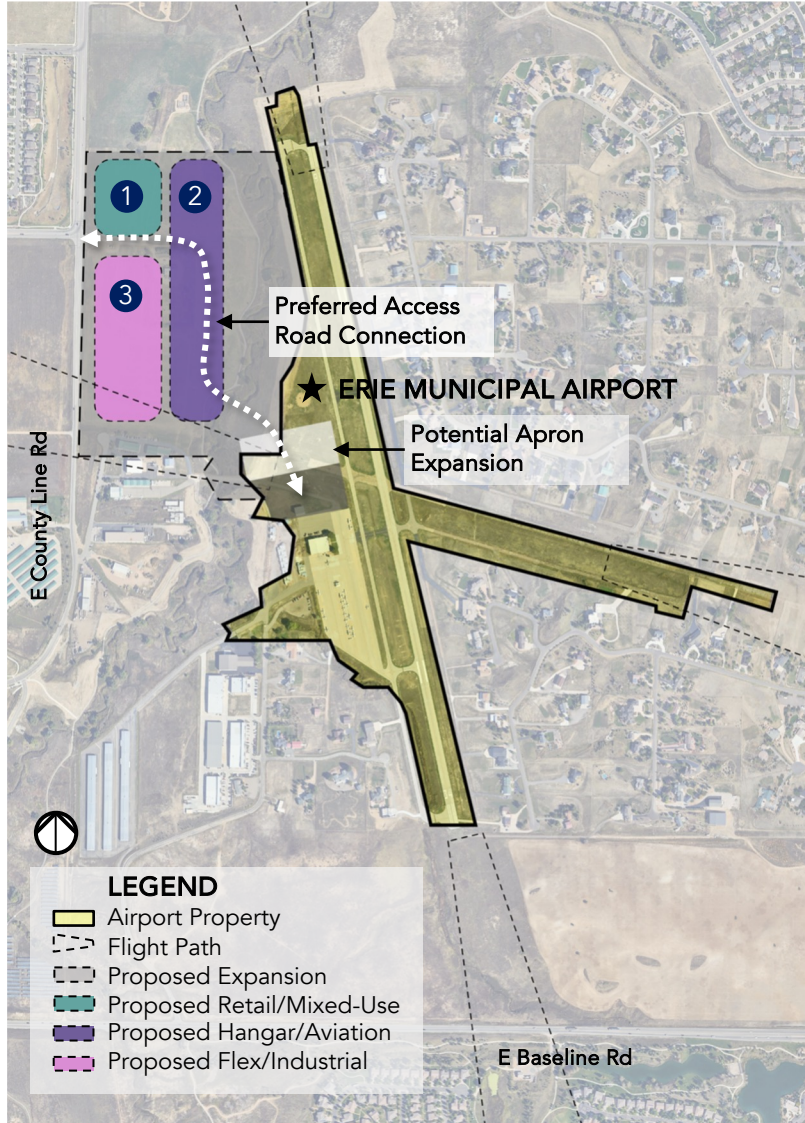 1
2
3
Preferred Access
Road Connection
★ ERIE MUNICIPAL AIRPORT
Potential Apron
Expansion
E County Line Rd
LEGEND
Airport Property
Flight Path
Proposed Expansion
Proposed Retail/Mixed-Use
Proposed Hangar/Aviation
Proposed Flex/Industrial
E Baseline Rd